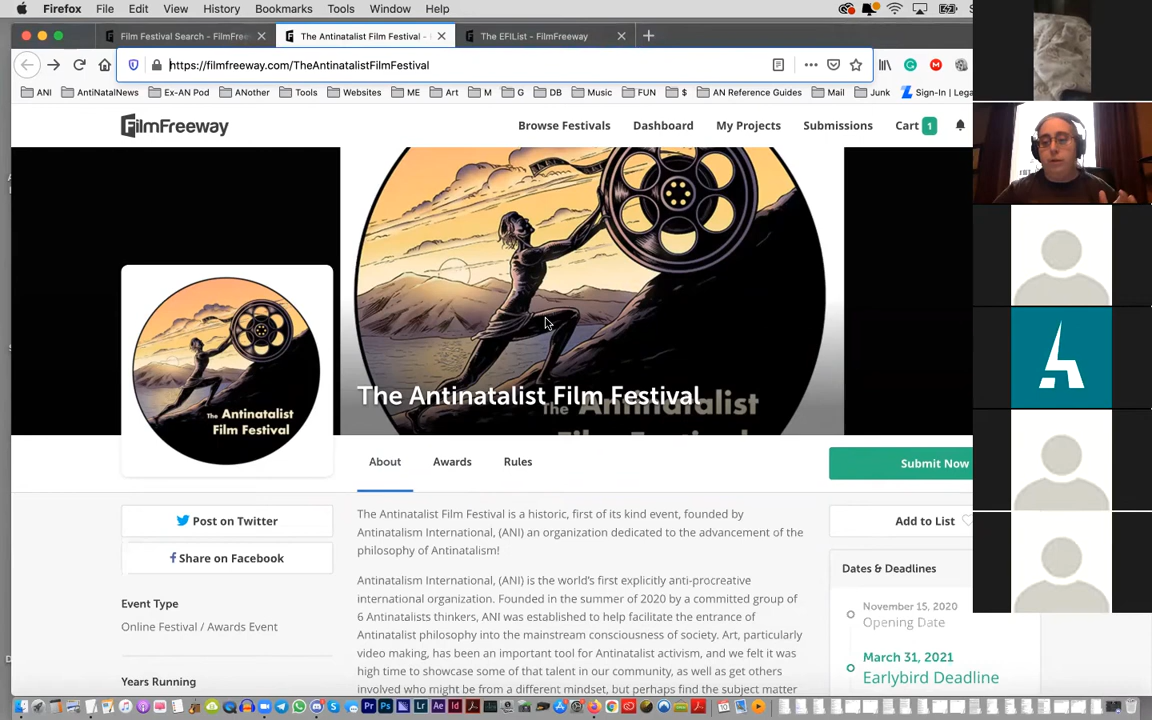 Firefox File Edit View History Bookmarks Tools Window Help
Film Festival Search - FilmFree
The Antinatalist Film Festival -
The EFIList - FilmFreeway
https://filmfreeway.com/TheAntinatalistFilmFestival
ANI AntiNatalNews Ex-AN Pod ANother Tools Websites ME Art M G DB Music FUN $ AN Reference Guides Mail Junk Sign-In | Lega
FilmFreeway
Browse Festivals Dashboard My Projects Submissions Cart 1
The Antinatalist Film Festival
The Antinatalist
The Antinatalist
Film Festival
About Awards Rules
Submit Now
Post on Twitter
Share on Facebook
Event Type
Online Festival / Awards Event
Years Running
The Antinatalist Film Festival is a historic, first of its kind event, founded by
Antinatalism International, (ANI) an organization dedicated to the advancement of the
philosophy of Antinatalism!
Antinatalism International, (ANI) is the world's first explicitly anti-procreative
international organization. Founded in the summer of 2020 by a committed group of
6 Antinatalists thinkers, ANI was established to help facilitate the entrance of
Antinatalist philosophy into the mainstream consciousness of society. Art, particularly
video making, has been an important tool for Antinatalist activism, and we felt it was
high time to showcase some of that talent in our community, as well as get others
involved who might be from a different mindset, but perhaps find the subject matter
Add to List
Dates & Deadlines
November 15, 2020
Opening Date
March 31, 2021
Earlybird Deadline